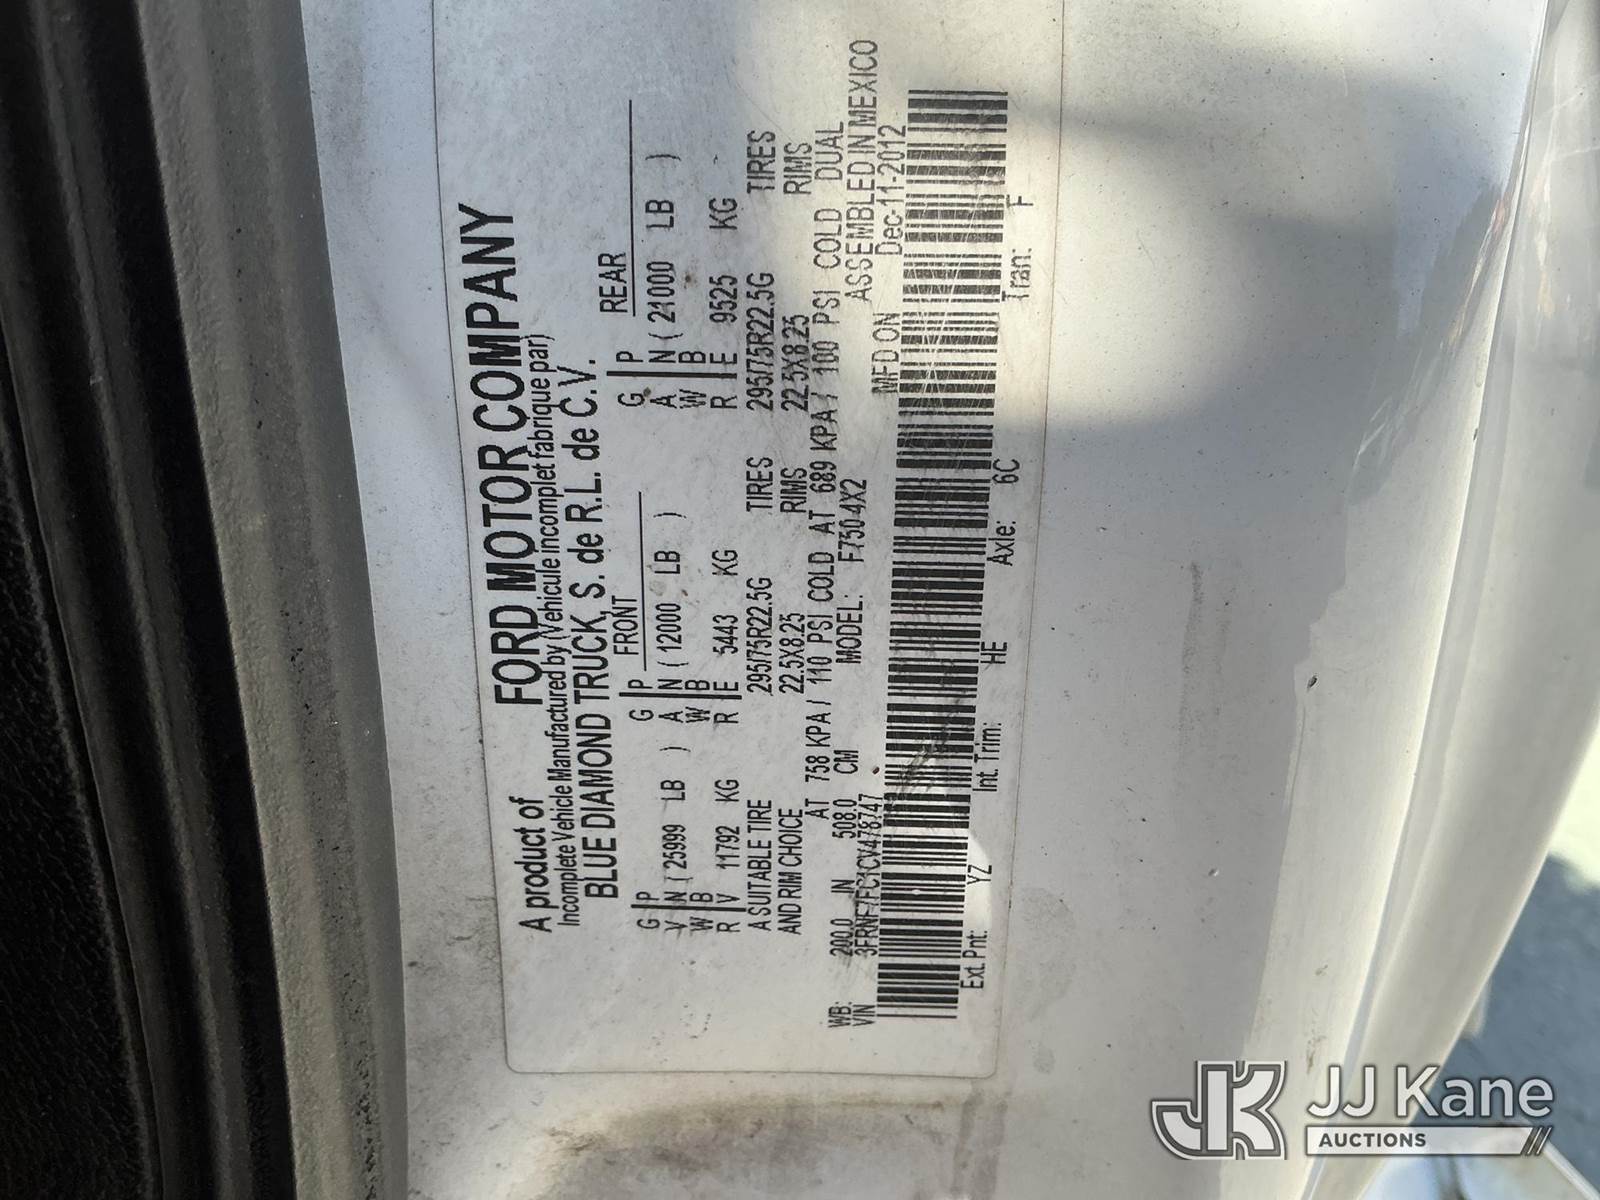 A product of FORD MOTOR COMPANY
Incomplete Vehicle Manufactured by (Vehicule incomplet fabrique par)
BLUE DIAMOND TRUCK, S. de R.L. de C.V.
FRONT REAR
G P G P G P
V N ( 25999 LB ) A N ( 12000 LB ) A N ( 21000 LB )
W B W B W B
R V 11792 KG R E 5443 KG R E 9525 KG
A SUITABLE TIRE 295/75R22.5G TIRES 295/75R22.5G TIRES
AND RIM CHOICE 22.5X8.25 RIMS 22.5X8.25 RIMS
AT 758 KPA / 110 PSI COLD AT 689 KPA / 100 PSI COLD DUAL
WB: 200.0 IN 508.0 CM MODEL: F750 4X2 ASSEMBLED IN MEXICO
VIN 3FRNF7FC1CV478747 MFD ON Dec-11-2012
Ext. Pnt: YZ Int. Trim: HE Axle: 6C Tran: F
JK JJ Kane
AUCTIONS